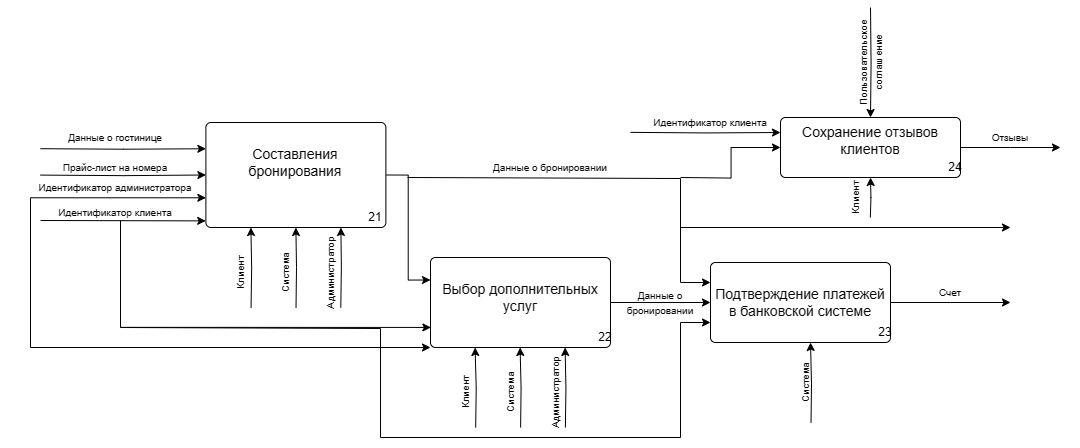 Пользовательское
соглашение
Идентификатор клиента
Сохранение отзывов
клиентов
24
Отзывы
Клиент
Данные о гостинице
Прайс-лист на номера
Идентификатор администратора
Идентификатор клиента
Составления
бронирования
21
Данные о бронировании
Клиент
Система
Администратор
Выбор дополнительных
услуг
22
Данные о
бронировании
Подтверждение платежей
в банковской системе
23
Счет
Клиент
Система
Администратор
Система